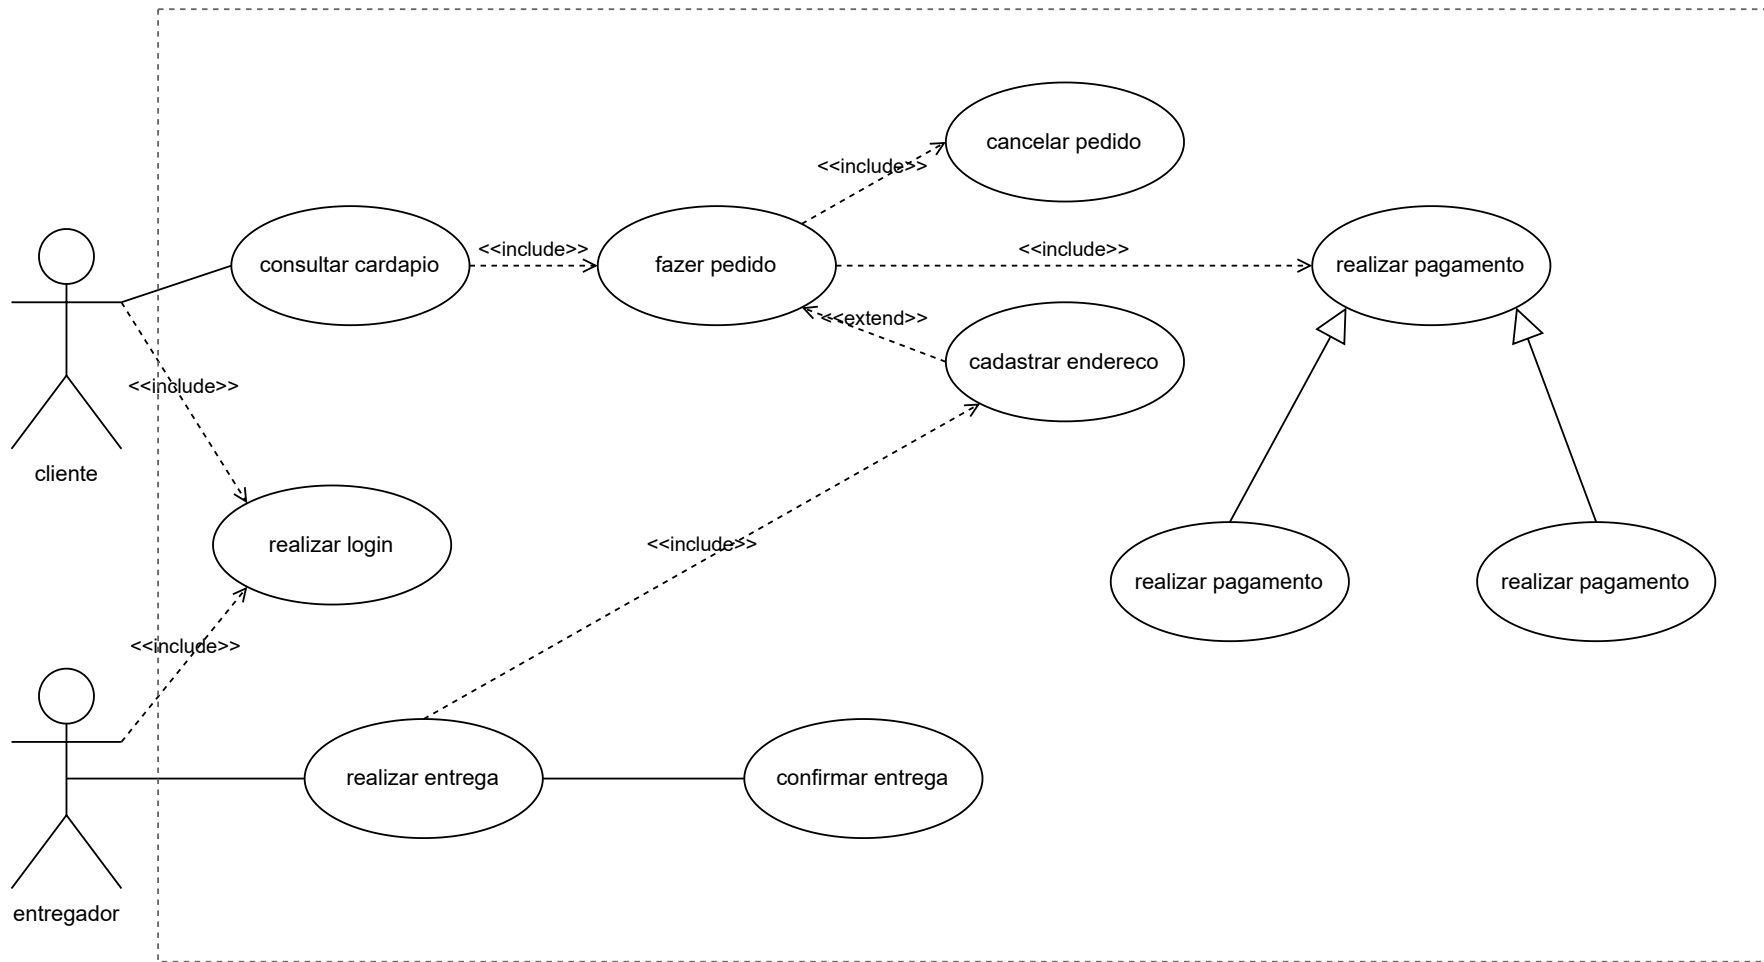 cancelar pedido
<<include>>
consultar cardapio
<<include>>
fazer pedido
<<include>>
realizar pagamento
<<extend>>
cadastrar endereco
<<include>>
cliente
realizar login
<<include>>
realizar pagamento
realizar pagamento
<<include>>
realizar entrega
confirmar entrega
entregador